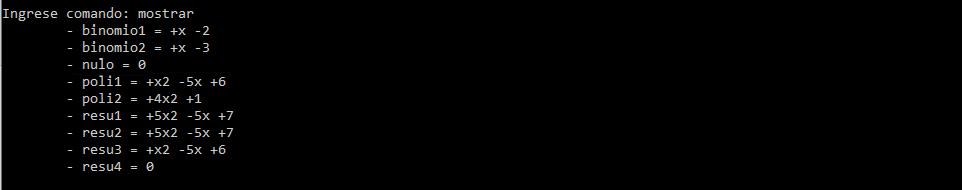 Ingrese comando: mostrar
- binomio1 = +x -2
- binomio2 = +x -3
- nulo = 0
- poli1 = +x2 -5x +6
- poli2 = +4x2 +1
- resu1 = +5x2 -5x +7
- resu2 = +5x2 -5x +7
- resu3 = +x2 -5x +6
- resu4 = 0